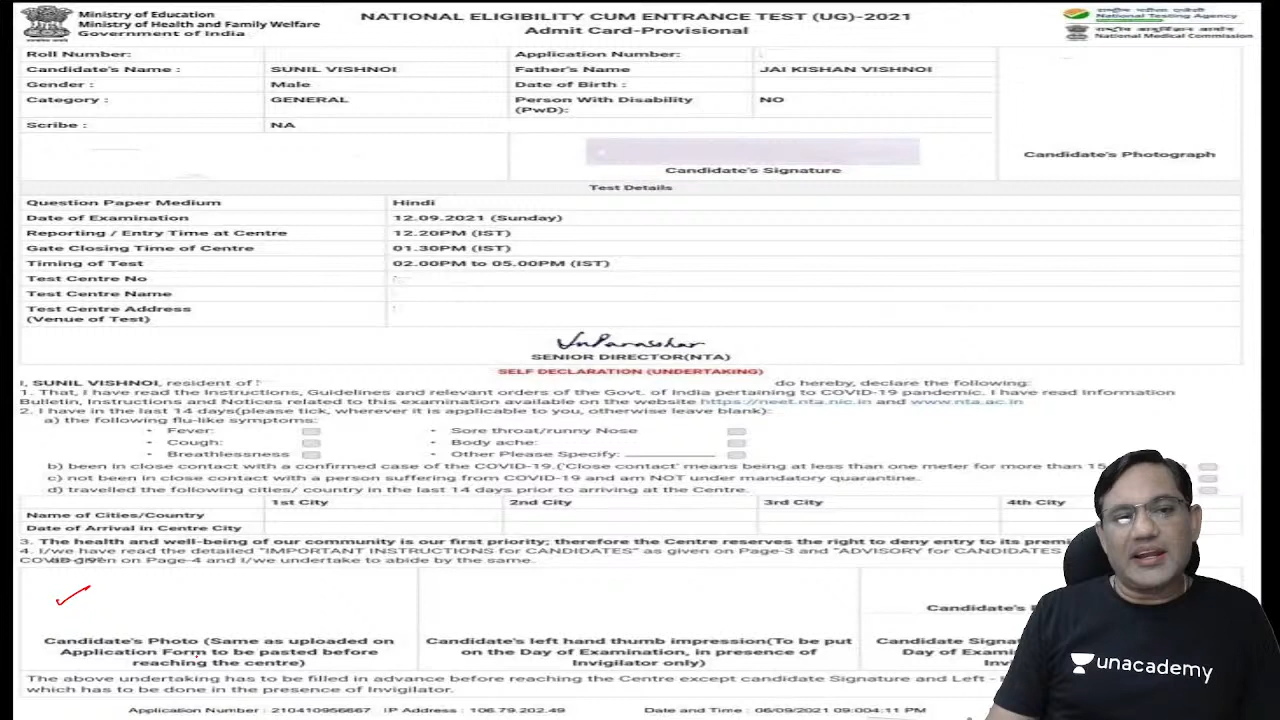 Ministry of Education
Ministry of Health and Family Welfare
Government of India
NATIONAL ELIGIBILITY CUM ENTRANCE TEST (UG)-2021
Admit Card-Provisional
राष्ट्रीय परीक्षा एजेंसी
National Testing Agency
राष्ट्रीय आयुर्विज्ञान आयोग
National Medical Commission
Roll Number: Application Number:
Candidate's Name : SUNIL VISHNOI Father's Name JAI KISHAN VISHNOI
Gender : Male Date of Birth :
Category : GENERAL Person With Disability (PwD): NO
Scribe : NA
Candidate's Signature
Candidate's Photograph
Test Details
Question Paper Medium Hindi
Date of Examination 12.09.2021 (Sunday)
Reporting / Entry Time at Centre 12.20PM (IST)
Gate Closing Time of Centre 01.30PM (IST)
Timing of Test 02.00PM to 05.00PM (IST)
Test Centre No
Test Centre Name
Test Centre Address
(Venue of Test)
SENIOR DIRECTOR(NTA)
SELF DECLARATION (UNDERTAKING)
I, SUNIL VISHNOI, resident of do hereby, declare the following:
1. That, I have read the Instructions, Guidelines and relevant orders of the Govt. of India pertaining to COVID-19 pandemic. I have read Information
Bulletin, Instructions and Notices related to this examination available on the website https://neet.nta.nic.in and www.nta.ac.in
2. I have in the last 14 days(please tick, wherever it is applicable to you, otherwise leave blank):
a) the following flu-like symptoms:
• Fever: • Sore throat/runny Nose
• Cough: • Body ache:
• Breathlessness • Other Please Specify:
b) been in close contact with a confirmed case of the COVID-19.('Close contact' means being at less than one meter for more than 15
c) not been in close contact with a person suffering from COVID-19 and am NOT under mandatory quarantine.
d) travelled the following cities/ country in the last 14 days prior to arriving at the Centre.
1st City 2nd City 3rd City 4th City
Name of Cities/Country
Date of Arrival in Centre City
3. The health and well-being of our community is our first priority; therefore the Centre reserves the right to deny entry to its premi
4. I/we have read the detailed "IMPORTANT INSTRUCTIONS for CANDIDATES" as given on Page-3 and "ADVISORY for CANDIDATES
given on Page-4 and I/we undertake to abide by the same.
Candidate's Photo (Same as uploaded on
Application Form to be pasted before
reaching the centre)
Candidate's left hand thumb impression(To be put
on the Day of Examination, in presence of
Invigilator only)
Candidate's
Candidate Sign
Day of Exami
Inv
The above undertaking has to be filled in advance before reaching the Centre except candidate Signature and Left -
which has to be done in the presence of Invigilator.
Application Number : 210410956667 IP Address : 106.79.202.49 Date and Time : 06/09/2021 09:004:11 PM
unacademy